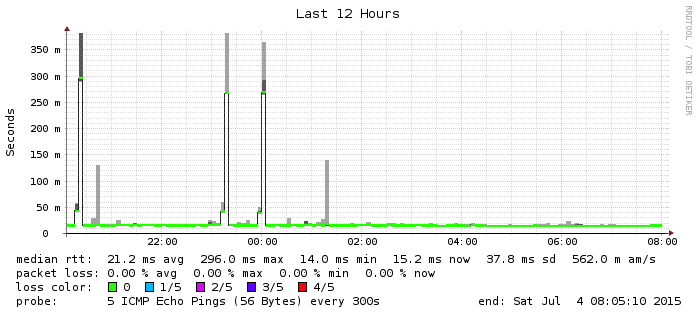 Last 12 Hours
RRDTOOL / TOBI OETIKER
Seconds
350 m
300 m
250 m
200 m
150 m
100 m
50 m
0
22:00 00:00 02:00 04:00 06:00 08:00
median rtt: 21.2 ms avg 296.0 ms max 14.0 ms min 15.2 ms now 37.8 ms sd 562.0 m am/s
packet loss: 0.00 % avg 0.00 % max 0.00 % min 0.00 % now
loss color: 0 1/5 2/5 3/5 4/5
probe: 5 ICMP Echo Pings (56 Bytes) every 300s end: Sat Jul 4 08:05:10 2015